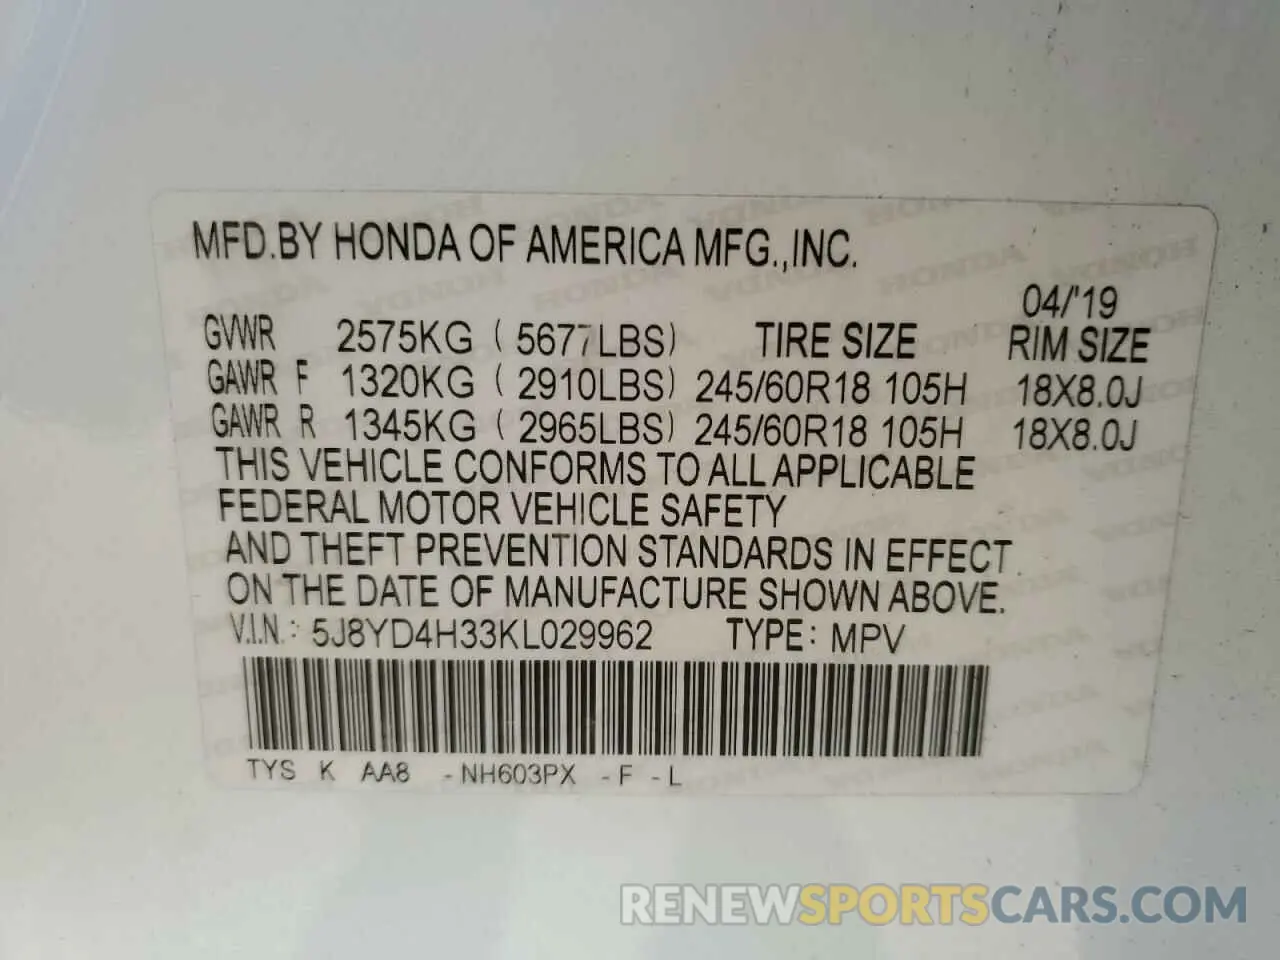 MFD.BY HONDA OF AMERICA MFG.,INC.
04/'19
GVWR 2575KG ( 5677LBS) TIRE SIZE RIM SIZE
GAWR F 1320KG ( 2910LBS) 245/60R18 105H 18X8.0J
GAWR R 1345KG ( 2965LBS) 245/60R18 105H 18X8.0J
THIS VEHICLE CONFORMS TO ALL APPLICABLE
FEDERAL MOTOR VEHICLE SAFETY
AND THEFT PREVENTION STANDARDS IN EFFECT
ON THE DATE OF MANUFACTURE SHOWN ABOVE.
V.I.N.: 5J8YD4H33KL029962 TYPE: MPV
TYS K AA8 -NH603PX -F -L
RENEWSPORTSCARS.COM